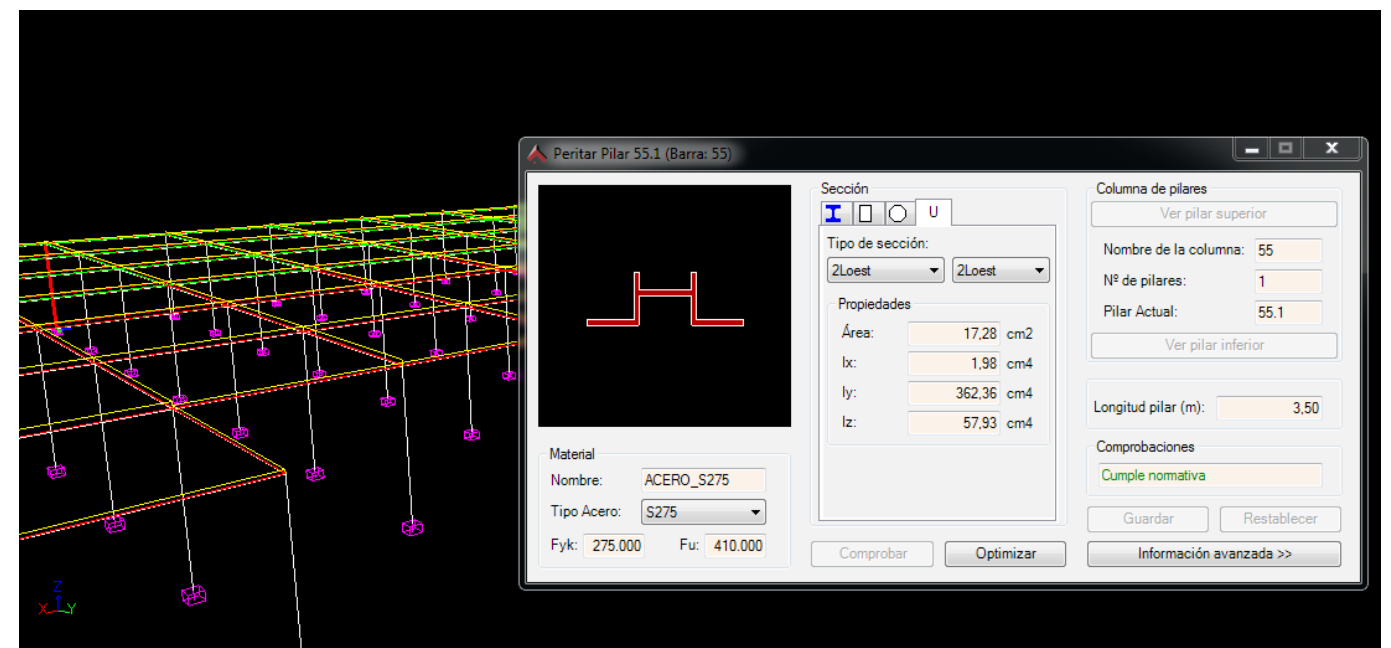 Peritar Pilar 55.1 (Barra: 55)
Sección
U
Tipo de sección:
2Loest 2Loest
Propiedades
Área: 17,28 cm2
Ix: 1,98 cm4
Iy: 362,36 cm4
Iz: 57,93 cm4
Material
Nombre: ACERO_S275
Tipo Acero: S275
Fyk: 275.000 Fu: 410.000
Comprobar Optimizar
Columna de pilares
Ver pilar superior
Nombre de la columna: 55
Nº de pilares: 1
Pilar Actual: 55.1
Ver pilar inferior
Longitud pilar (m): 3,50
Comprobaciones
Cumple normativa
Guardar Restablecer
Información avanzada >>
Z
X Y